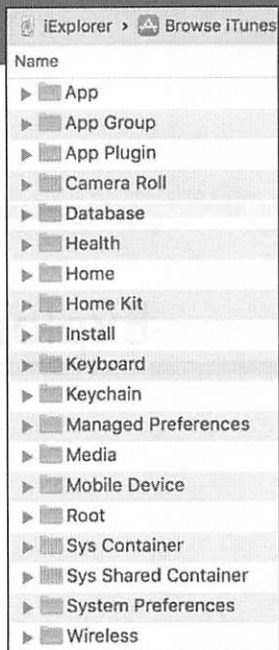 iExplorer › Browse iTunes
Name
App
App Group
App Plugin
Camera Roll
Database
Health
Home
Home Kit
Install
Keyboard
Keychain
Managed Preferences
Media
Mobile Device
Root
Sys Container
Sys Shared Container
System Preferences
Wireless